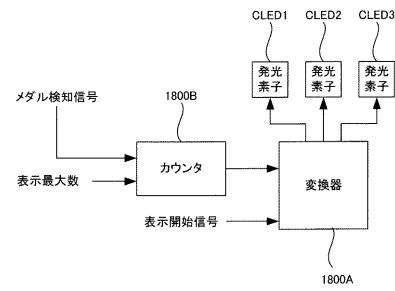 CLED1 CLED2 CLED3
発光 発光 発光
素子 素子 素子
メダル検知信号
1800B
カウンタ
変換器
表示最大数
表示開始信号
1800A